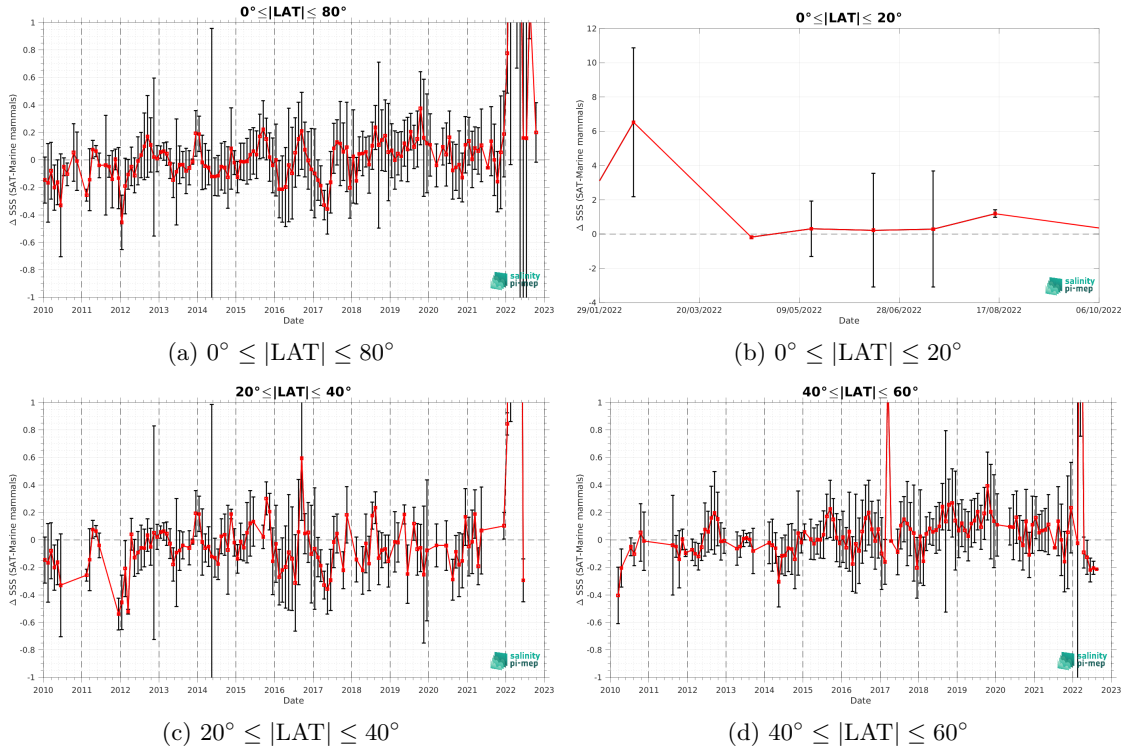 0°≤|LAT|≤ 80°
Δ SSS (SAT-Marine mammals)
1
0.8
0.6
0.4
0.2
0
-0.2
-0.4
-0.6
-0.8
-1
2010 2011 2012 2013 2014 2015 2016 2017 2018 2019 2020 2021 2022 2023
Date
salinity
pi-mep
(a) 0° ≤ |LAT| ≤ 80°
0°≤|LAT|≤ 20°
Δ SSS (SAT-Marine mammals)
12
10
8
6
4
2
0
-2
-4
29/01/2022 20/03/2022 09/05/2022 28/06/2022 17/08/2022 06/10/2022
Date
salinity
pi-mep
(b) 0° ≤ |LAT| ≤ 20°
20°≤|LAT|≤ 40°
Δ SSS (SAT-Marine mammals)
1
0.8
0.6
0.4
0.2
0
-0.2
-0.4
-0.6
-0.8
-1
2010 2011 2012 2013 2014 2015 2016 2017 2018 2019 2020 2021 2022 2023
Date
salinity
pi-mep
(c) 20° ≤ |LAT| ≤ 40°
40°≤|LAT|≤ 60°
Δ SSS (SAT-Marine mammals)
1
0.8
0.6
0.4
0.2
0
-0.2
-0.4
-0.6
-0.8
-1
2010 2011 2012 2013 2014 2015 2016 2017 2018 2019 2020 2021 2022 2023
Date
salinity
pi-mep
(d) 40° ≤ |LAT| ≤ 60°